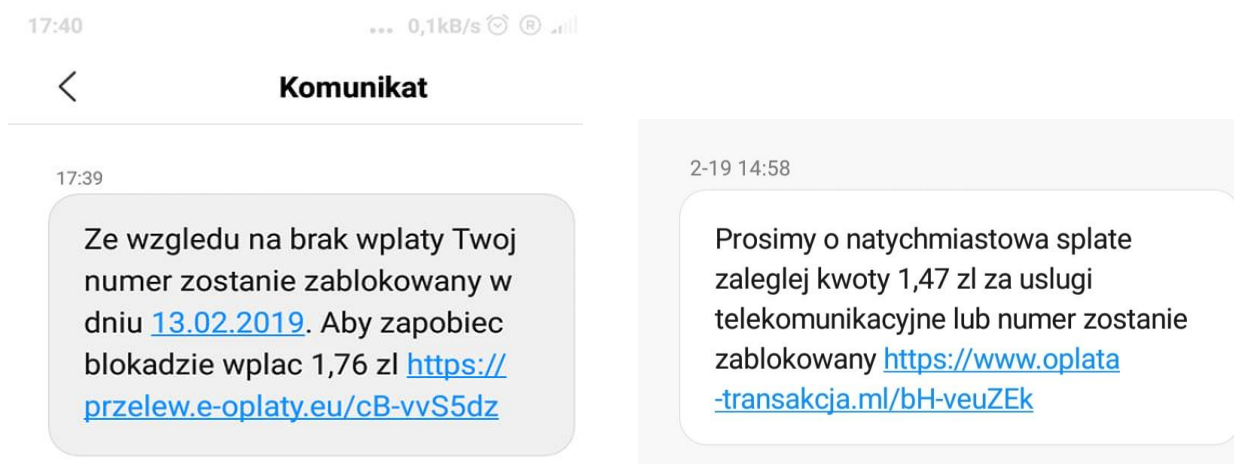 17:40
... 0,1kB/s R
Komunikat
17:39
Ze wzgledu na brak wplaty Twoj
numer zostanie zablokowany w
dniu 13.02.2019. Aby zapobiec
blokadzie wplac 1,76 zl https://
przelew.e-oplaty.eu/cB-vvS5dz
2-19 14:58
Prosimy o natychmiastowa splate
zaleglej kwoty 1,47 zl za uslugi
telekomunikacyjne lub numer zostanie
zablokowany https://www.oplata
-transakcja.ml/bH-veuZEk